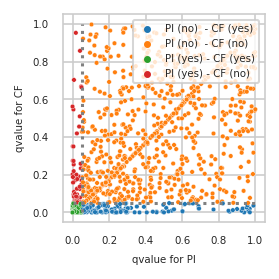 1.0
0.8
0.6
0.4
0.2
0.0
qvalue for CF
PI (no) - CF (yes)
PI (no) - CF (no)
PI (yes) - CF (yes)
PI (yes) - CF (no)
0.0 0.2 0.4 0.6 0.8 1.0
qvalue for PI